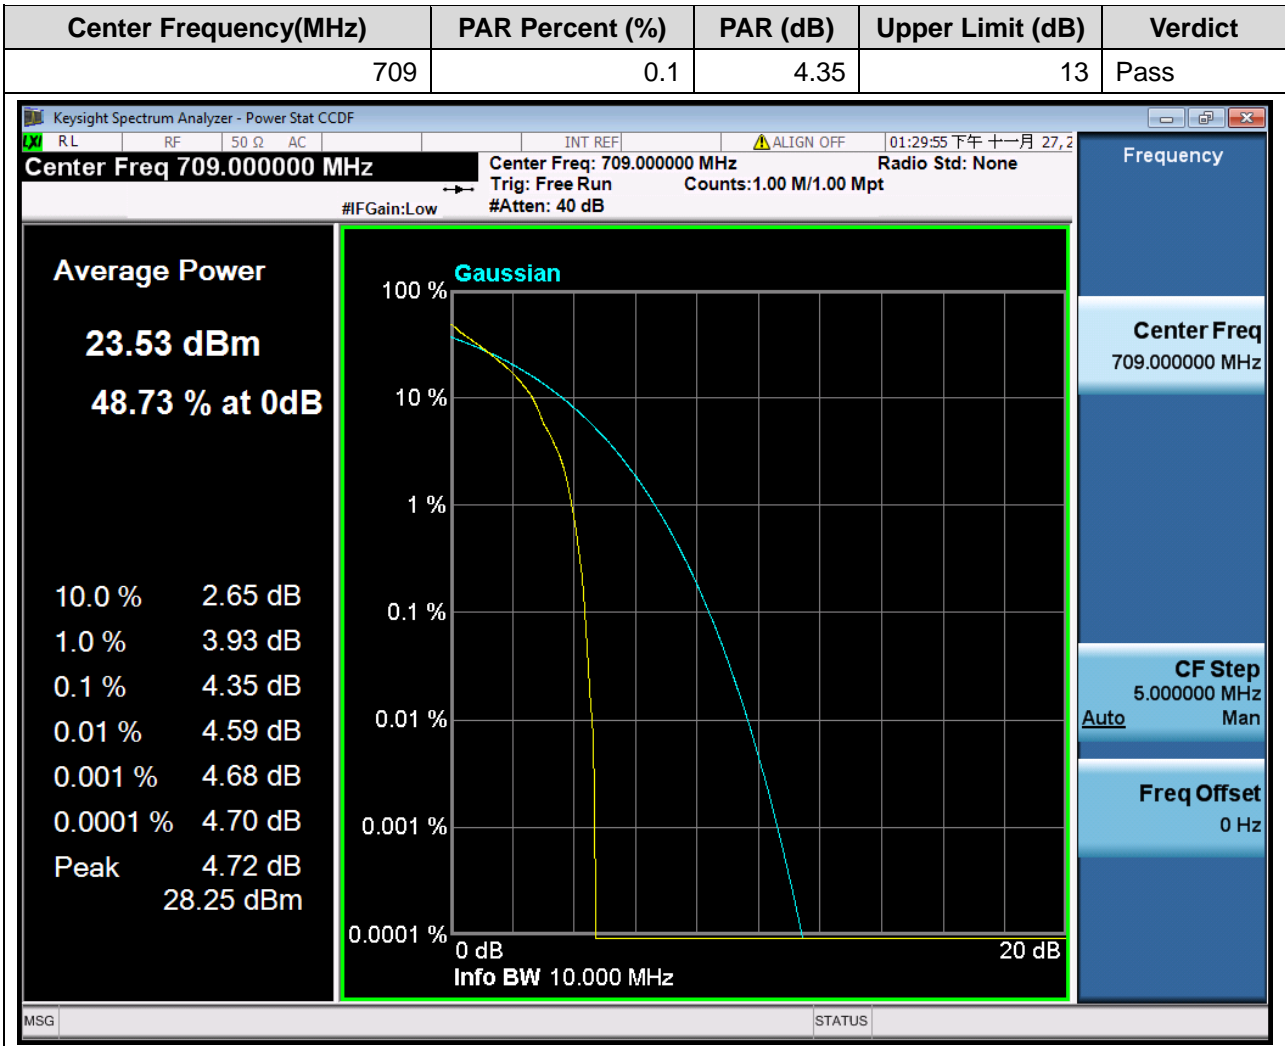 Center Frequency(MHz) PAR Percent (%) PAR (dB) Upper Limit (dB) Verdict
709 0.1 4.35 13 Pass
Keysight Spectrum Analyzer - Power Stat CCDF
LXI RL RF 50 Ω AC INT REF ALIGN OFF 01:29:55 下午 十一月 27, 2
Center Freq 709.000000 MHz
Center Freq: 709.000000 MHz Radio Std: None
Trig: Free Run Counts:1.00 M/1.00 Mpt
#IFGain:Low #Atten: 40 dB
Frequency
Average Power
23.53 dBm
48.73 % at 0dB
10.0 % 2.65 dB
1.0 % 3.93 dB
0.1 % 4.35 dB
0.01 % 4.59 dB
0.001 % 4.68 dB
0.0001 % 4.70 dB
Peak 4.72 dB
28.25 dBm
Gaussian
100 %
10 %
1 %
0.1 %
0.01 %
0.001 %
0.0001 %
0 dB 20 dB
Info BW 10.000 MHz
Center Freq
709.000000 MHz
CF Step
5.000000 MHz
Auto Man
Freq Offset
0 Hz
MSG STATUS